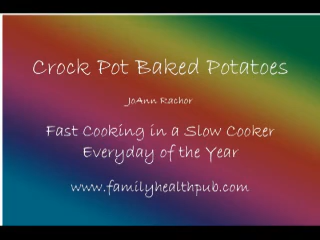 Crock Pot Baked Potatoes
JoAnn Rachor
Fast Cooking in a Slow Cooker
Everyday of the Year
www.familyhealthpub.com